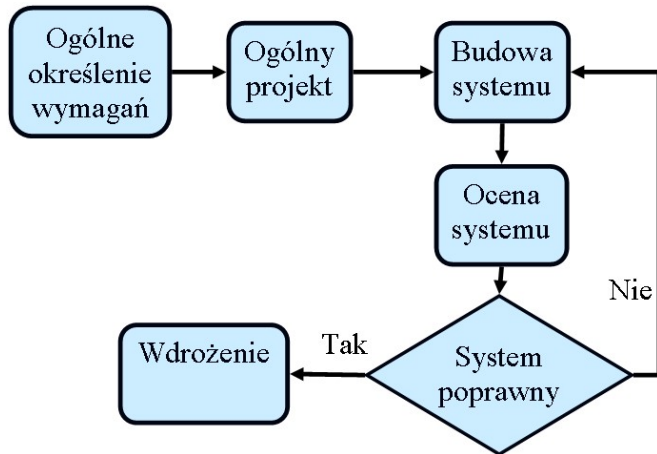 Ogólne
określenie
wymagań
Ogólny
projekt
Budowa
systemu
Ocena
systemu
Nie
Tak
Wdrożenie
System
poprawny